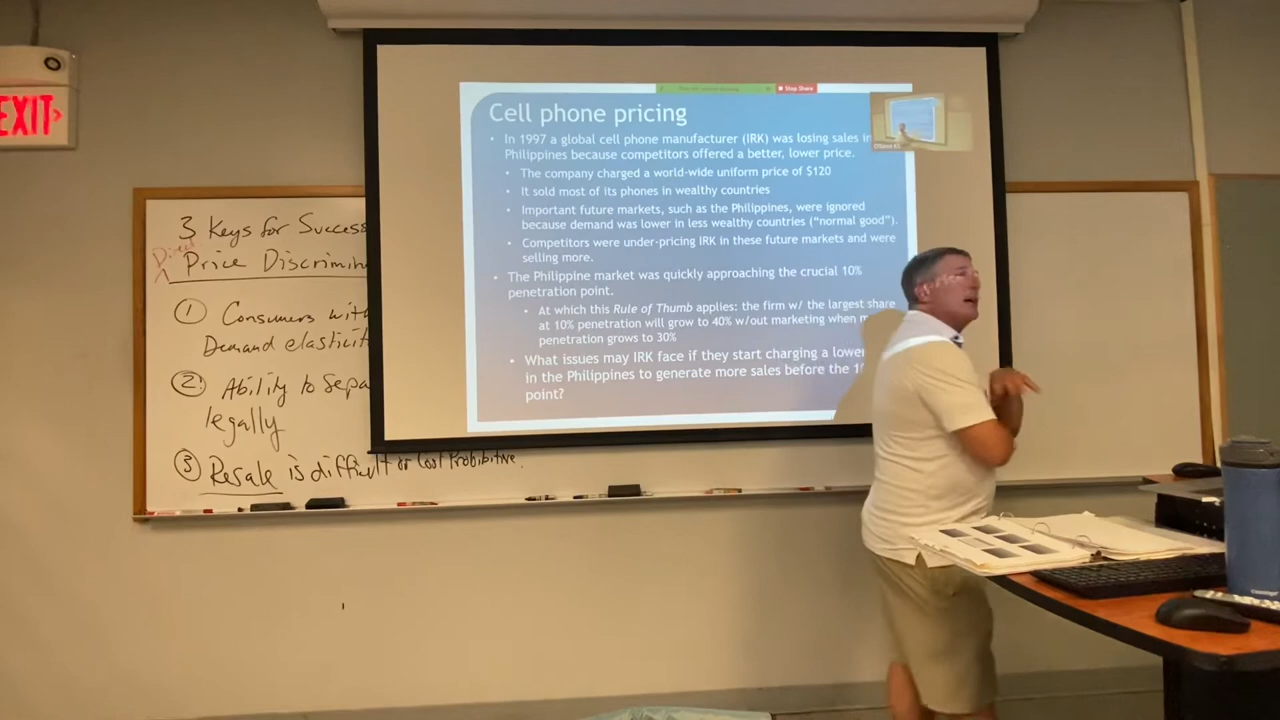 EXIT
Stop Share
Cell phone pricing
In 1997 a global cell phone manufacturer (IRK) was losing sales in
Philippines because competitors offered a better, lower price.
The company charged a world-wide uniform price of $120
It sold most of its phones in wealthy countries
Important future markets, such as the Philippines, were ignored
because demand was lower in less wealthy countries ("normal good").
Competitors were under-pricing IRK in these future markets and were
selling more.
The Philippine market was quickly approaching the crucial 10%
penetration point.
At which this Rule of Thumb applies: the firm w/ the largest share
at 10% penetration will grow to 40% w/out marketing when
penetration grows to 30%
What issues may IRK face if they start charging a lower
in the Philippines to generate more sales before the
point?
3 Keys for Success
Direct
Price Discrimin
① Consumers with
Demand elasticit
② Ability to Sepa
legally
③ Resale is difficult or Cost Prohibitive.